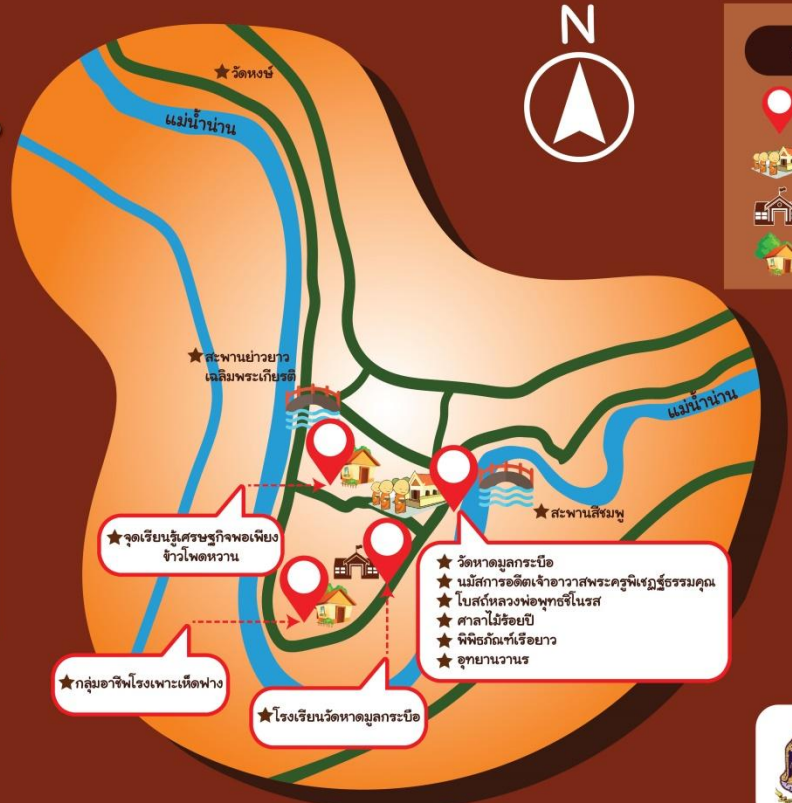 N
★ วัดหงษ์
แม่น้ำน่าน
★ สะพานย่าวยาว
เฉลิมพระเกียรติ
แม่น้ำน่าน
★ สะพานสีชมพู
★ จุดเรียนรู้เศรษฐกิจพอเพียง
ข้าวโพดหวาน
★ วัดหาดมูลกระบือ
★ นมัสการอดีตเจ้าอาวาสพระครูพิเชฏฐ์ธรรมคุณ
★ โบสถ์หลวงพ่อพุทธชินโนรส
★ ศาลาไม้ร้อยปี
★ พิพิธภัณฑ์เรือยาว
★ อุทยานวานร
★ กลุ่มอาชีพโรงเพาะเห็ดฟาง
★ โรงเรียนวัดหาดมูลกระบือ